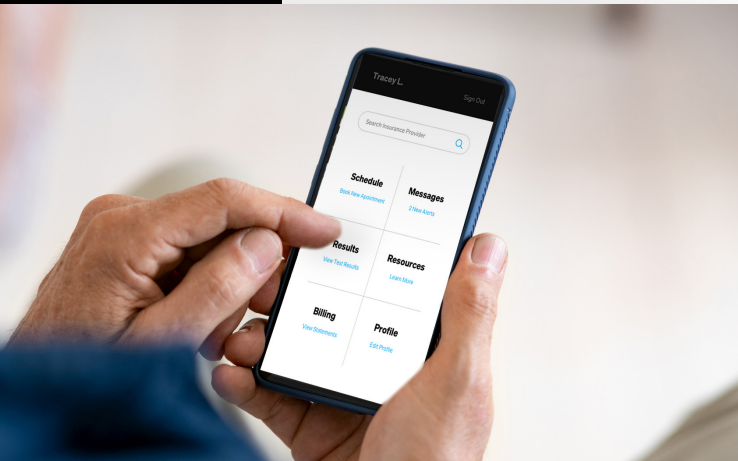 Tracey L.
Sign Out
Search Insurance Provider
Schedule
Book New Apointment
Messages
2 New Alerts
Results
View Test Results
Resources
Learn More
Billing
View Statements
Profile
Edit Profile